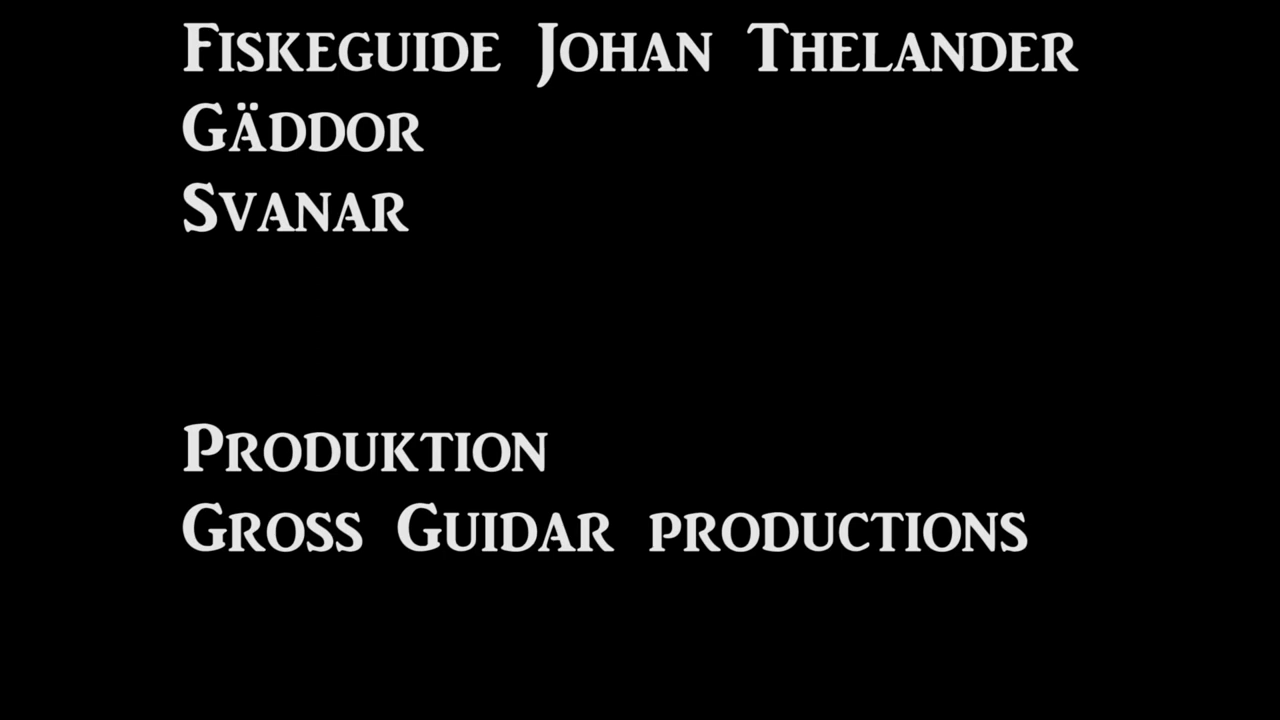 Fiskeguide Johan Thelander
Gäddor
Svanar
Produktion
Gross Guidar productions